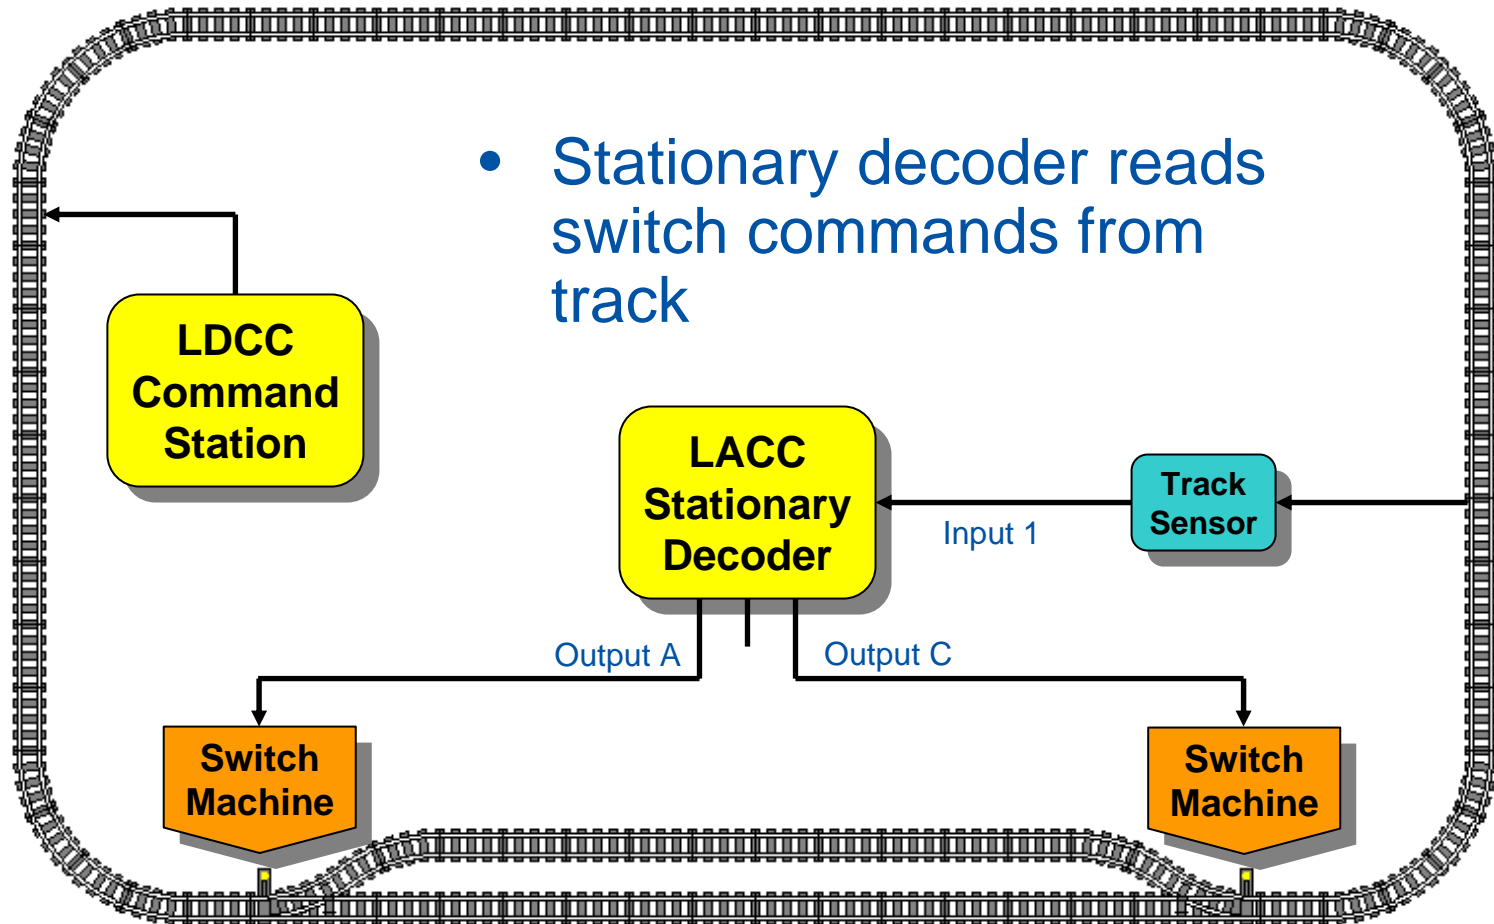 • Stationary decoder reads
switch commands from
track
LDCC
Command
Station
LACC
Stationary
Decoder
Track
Sensor
Input 1
Output A
Output C
Switch
Machine
Switch
Machine